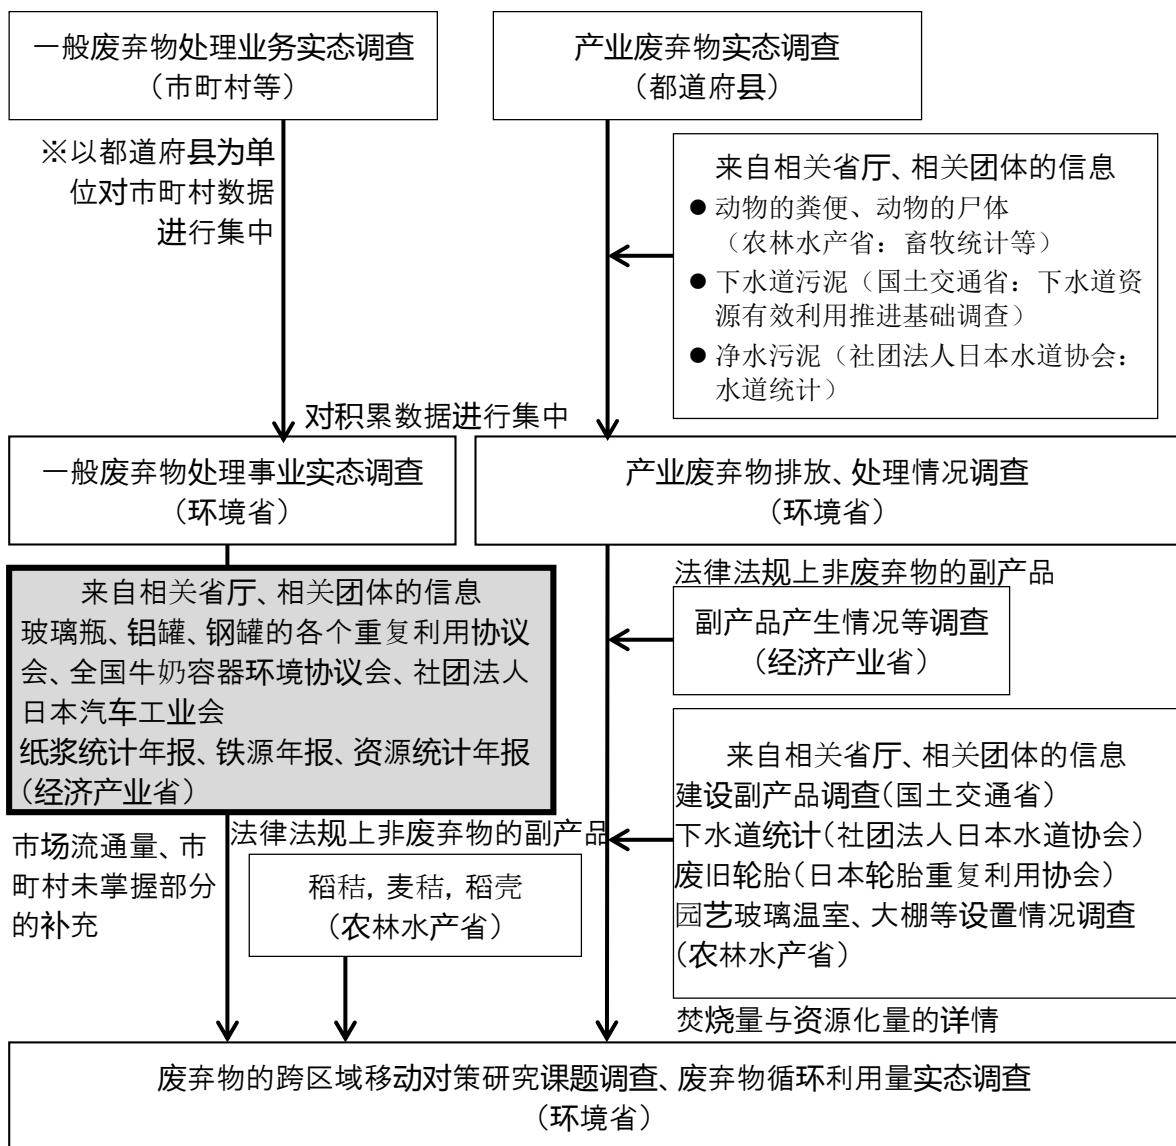 一般废弃物处理业务实态调查
（市町村等）
产业废弃物实态调查
（都道府县）
※以都道府县为单
位对市町村数据
进行集中
来自相关省厅、相关团体的信息
● 动物的粪便、动物的尸体
（农林水产省：畜牧统计等）
● 下水道污泥（国土交通省：下水道资
源有效利用推进基础调查）
● 净水污泥（社团法人日本水道协会：
水道统计）
对积累数据进行集中
一般废弃物处理事业实态调查
（环境省）
产业废弃物排放、处理情况调查
（环境省）
来自相关省厅、相关团体的信息
玻璃瓶、铝罐、钢罐的各个重复利用协议
会、全国牛奶容器环境协议会、社团法人
日本汽车工业会
纸浆统计年报、铁源年报、资源统计年报
（经济产业省）
法律法规上非废弃物的副产品
副产品产生情况等调查
（经济产业省）
来自相关省厅、相关团体的信息
建设副产品调查（国土交通省）
下水道统计（社团法人日本水道协会）
废旧轮胎（日本轮胎重复利用协会）
园艺玻璃温室、大棚等设置情况调查
（农林水产省）
市场流通量、市
町村未掌握部分
的补充
法律法规上非废弃物的副产品
稻秸，麦秸，稻壳
（农林水产省）
焚烧量与资源化量的详情
废弃物的跨区域移动对策研究课题调查、废弃物循环利用量实态调查
（环境省）